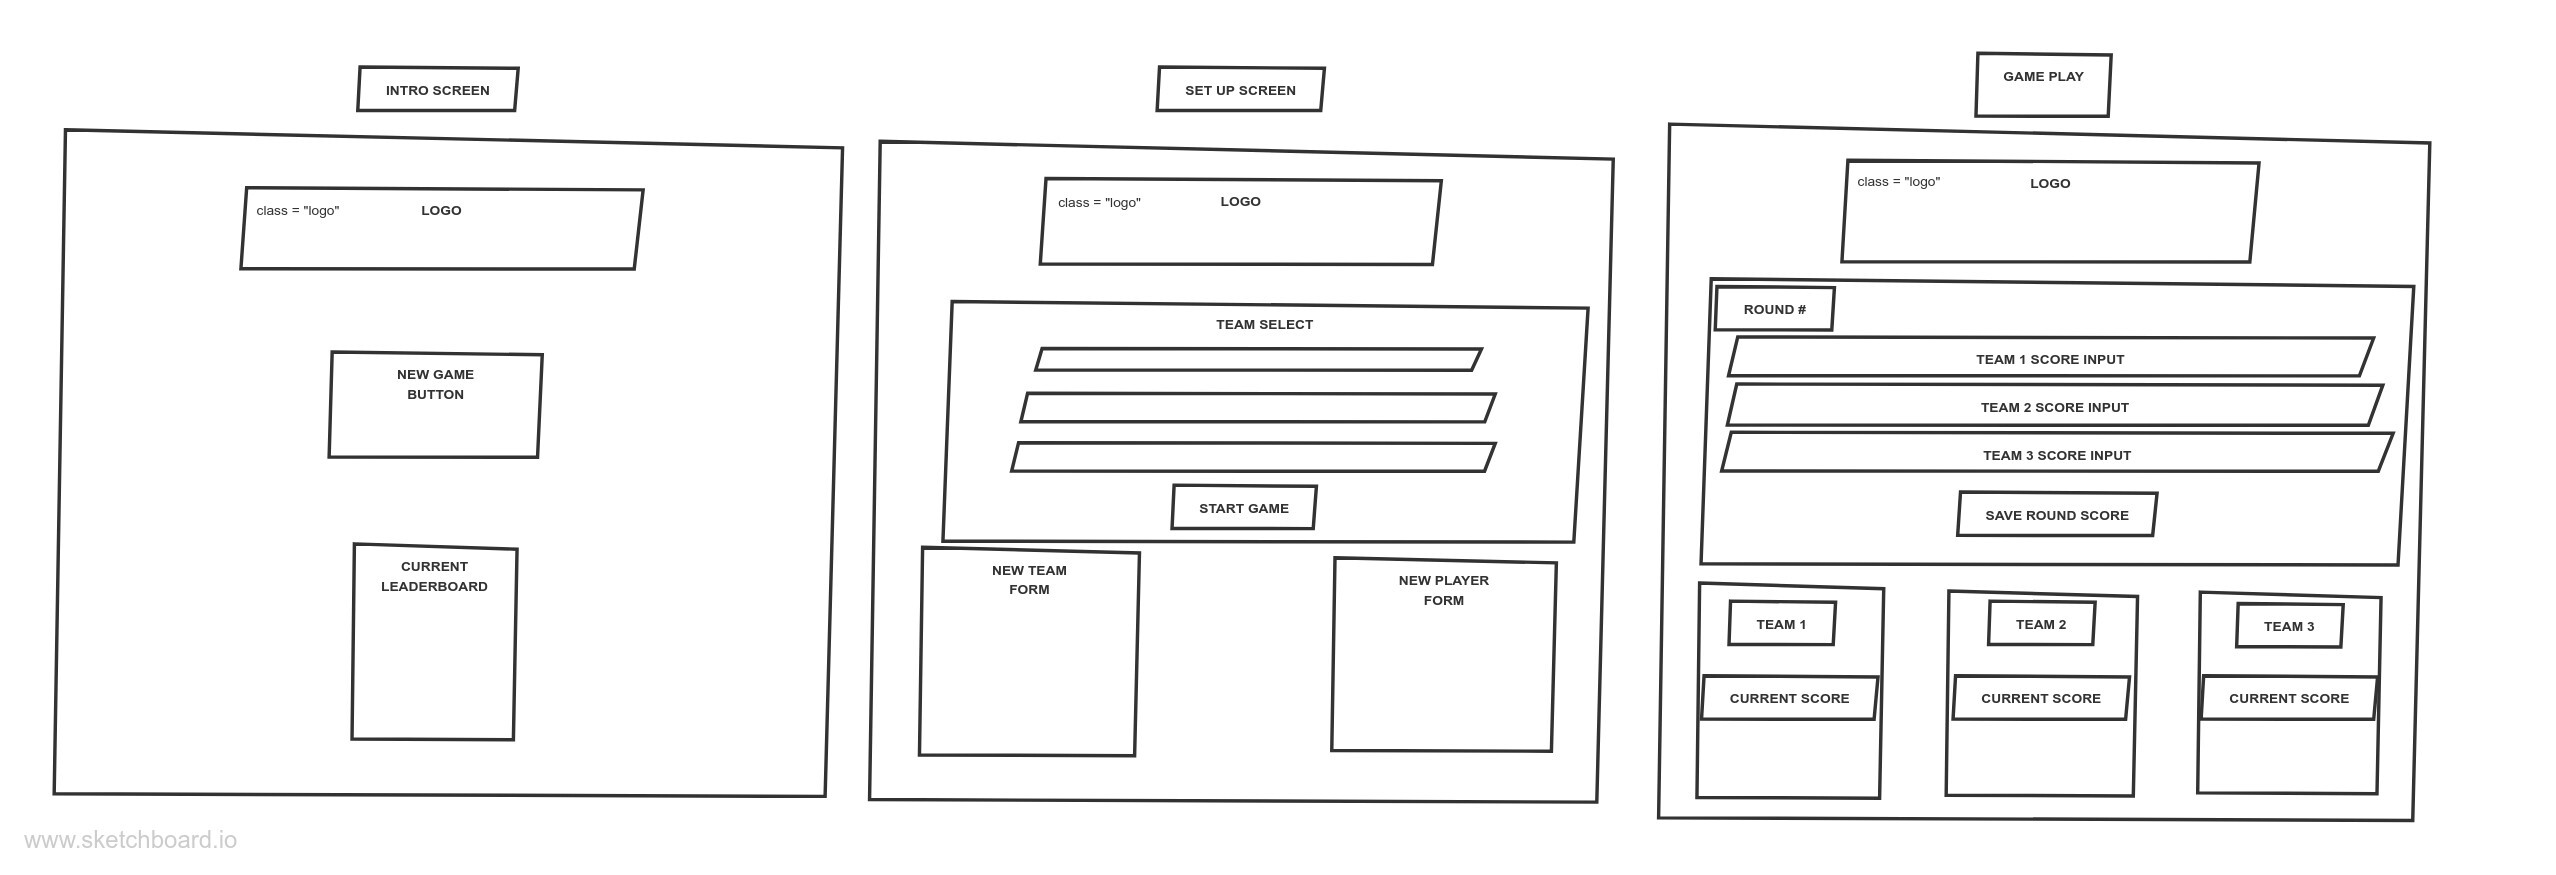 INTRO SCREEN
class = "logo"
LOGO
NEW GAME
BUTTON
CURRENT
LEADERBOARD
SET UP SCREEN
class = "logo"
LOGO
TEAM SELECT
START GAME
NEW TEAM
FORM
NEW PLAYER
FORM
GAME PLAY
class = "logo"
LOGO
ROUND #
TEAM 1 SCORE INPUT
TEAM 2 SCORE INPUT
TEAM 3 SCORE INPUT
SAVE ROUND SCORE
TEAM 1
CURRENT SCORE
TEAM 2
CURRENT SCORE
TEAM 3
CURRENT SCORE
www.sketchboard.io